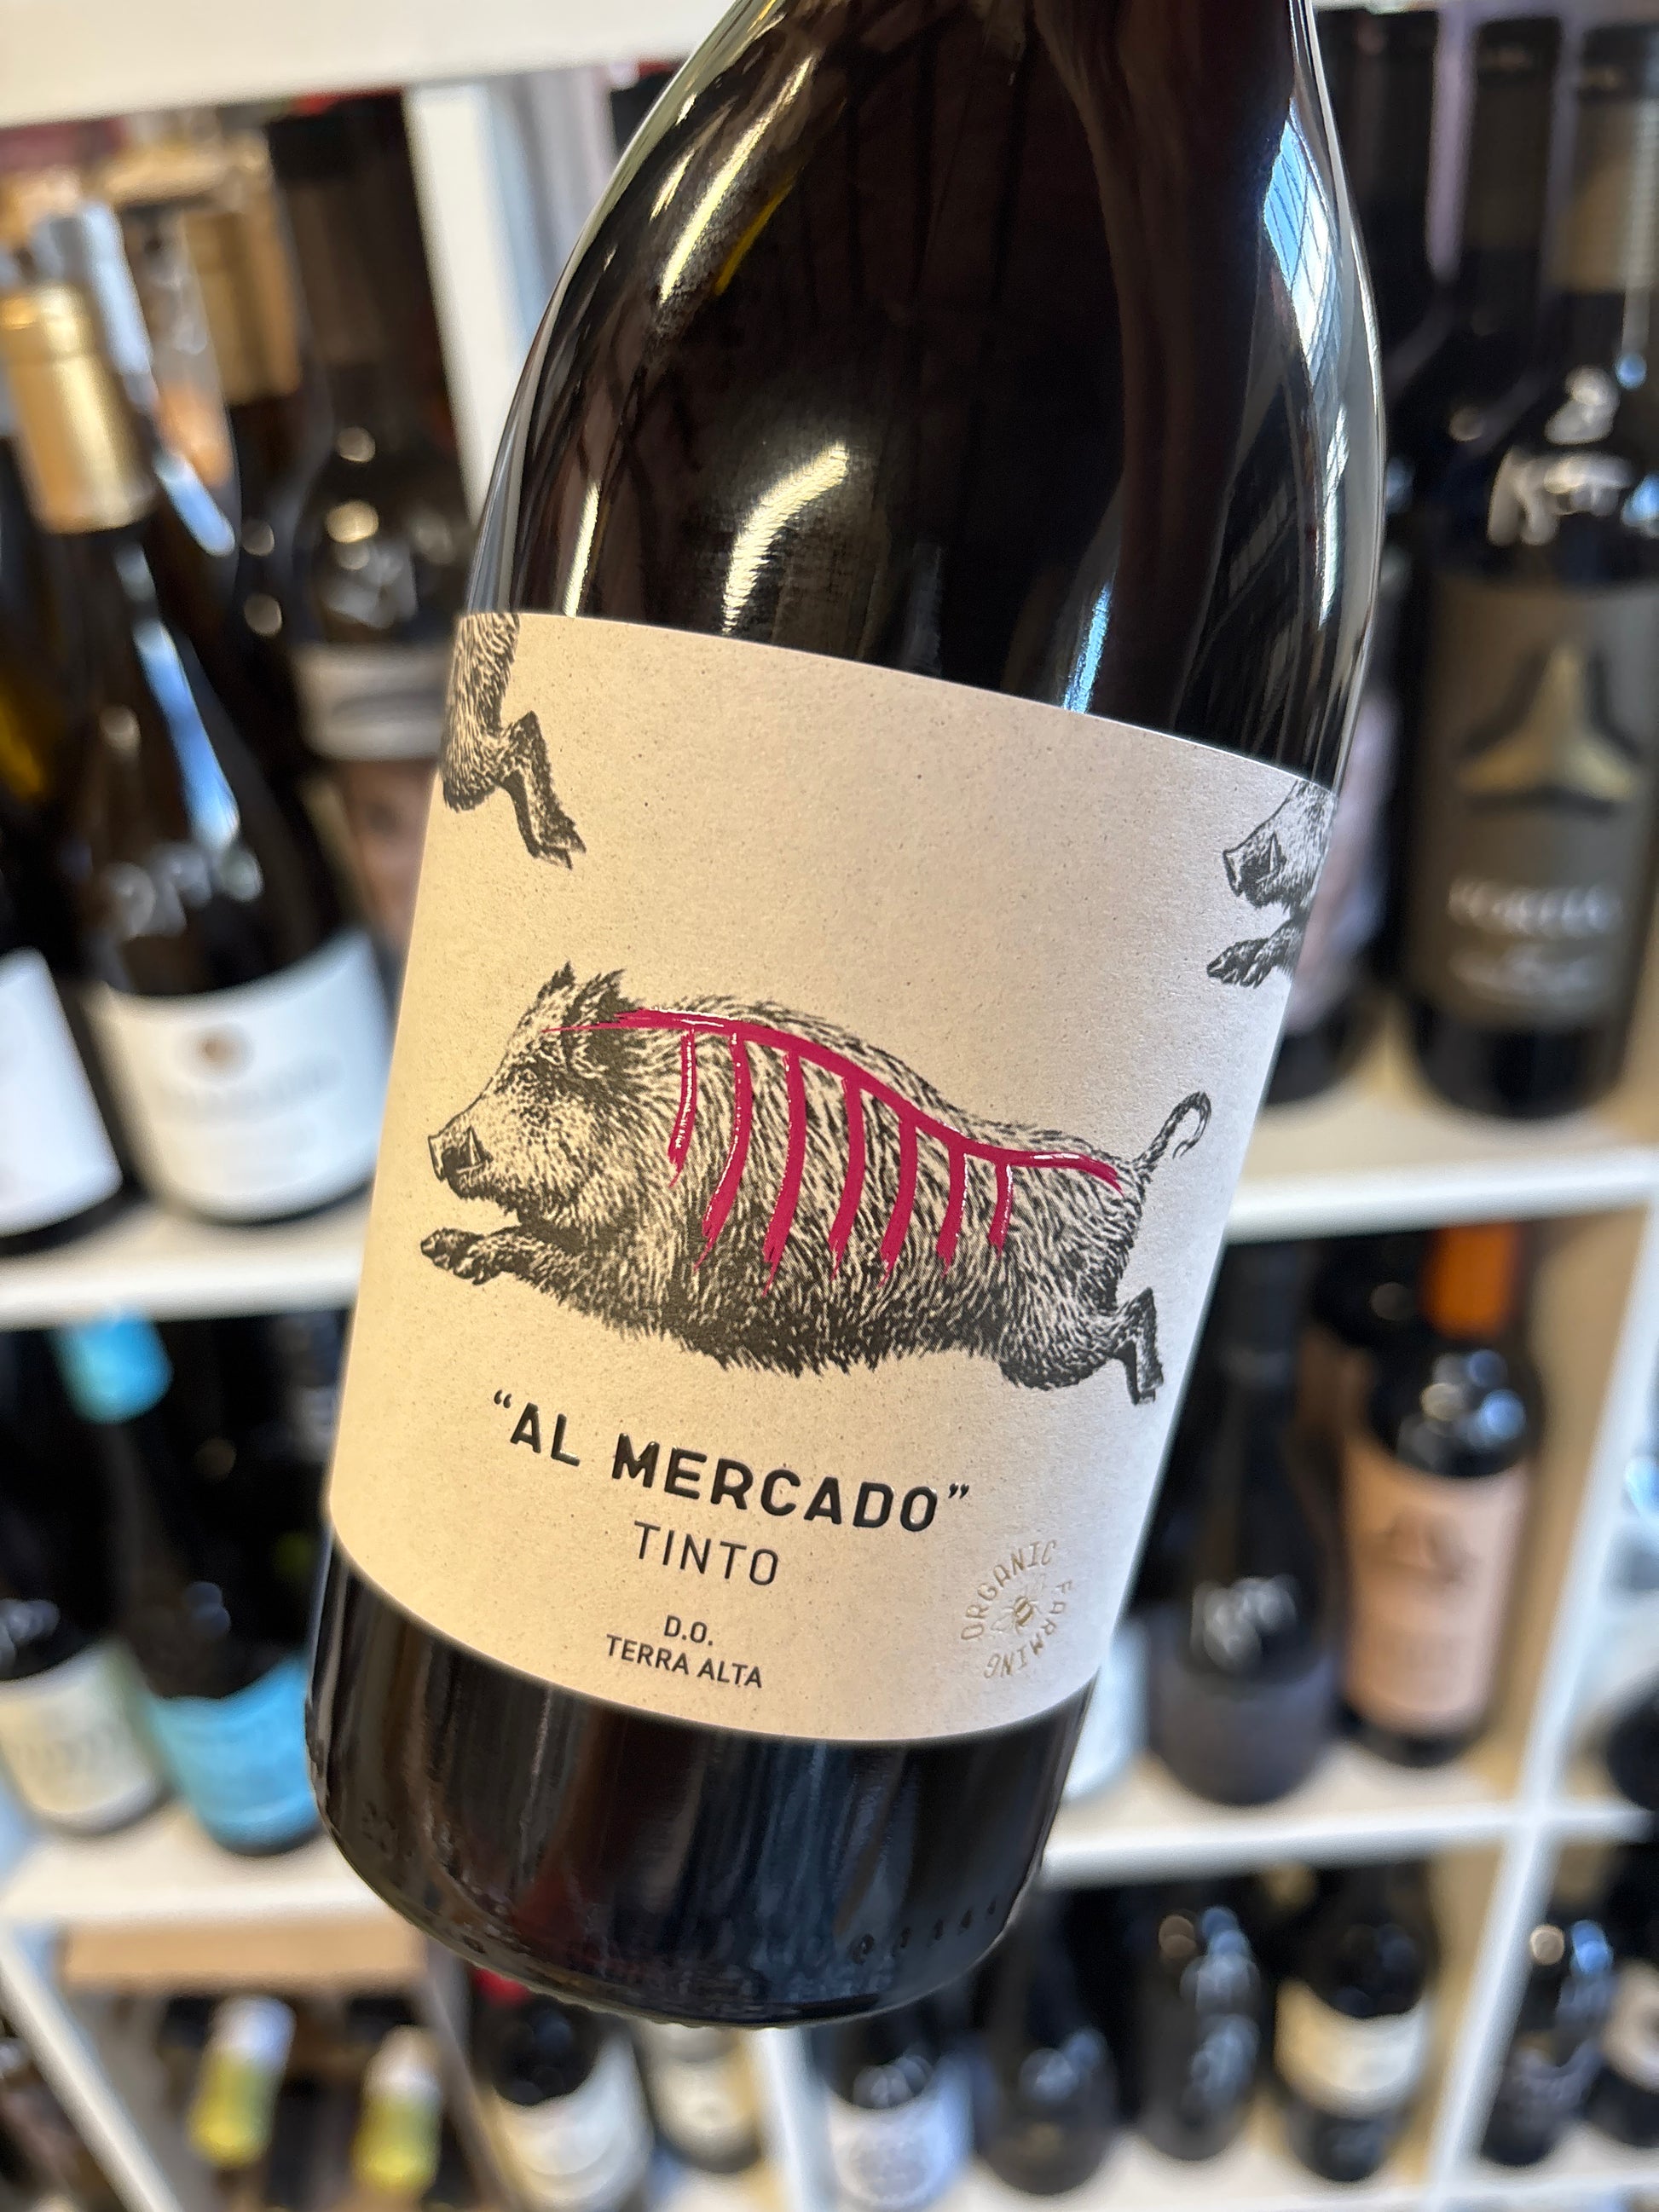 “AL MERCADO”
TINTO
D.O.
TERRA ALTA
ORGANIC FARMING